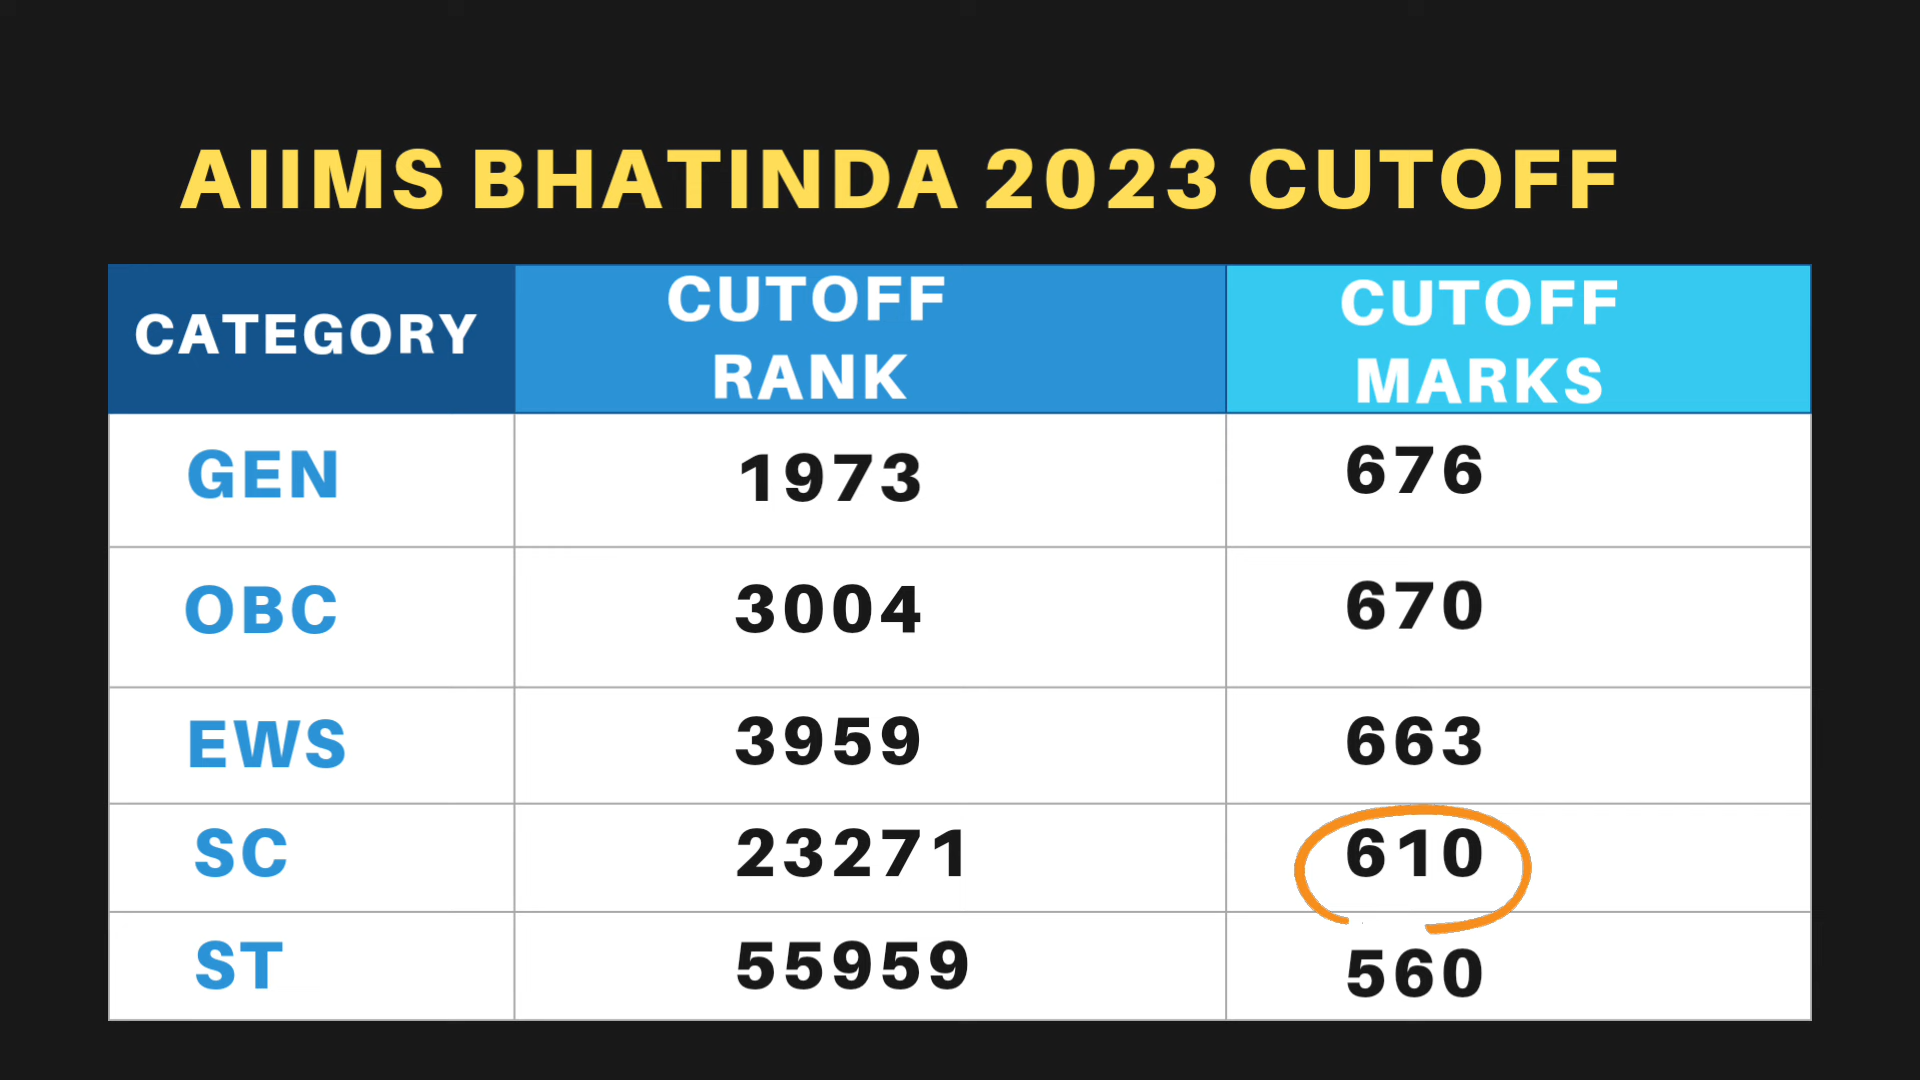 AIIMS BHATINDA 2023 CUTOFF
CATEGORY CUTOFF RANK CUTOFF MARKS
GEN 1973 676
OBC 3004 670
EWS 3959 663
SC 23271 610
ST 55959 560